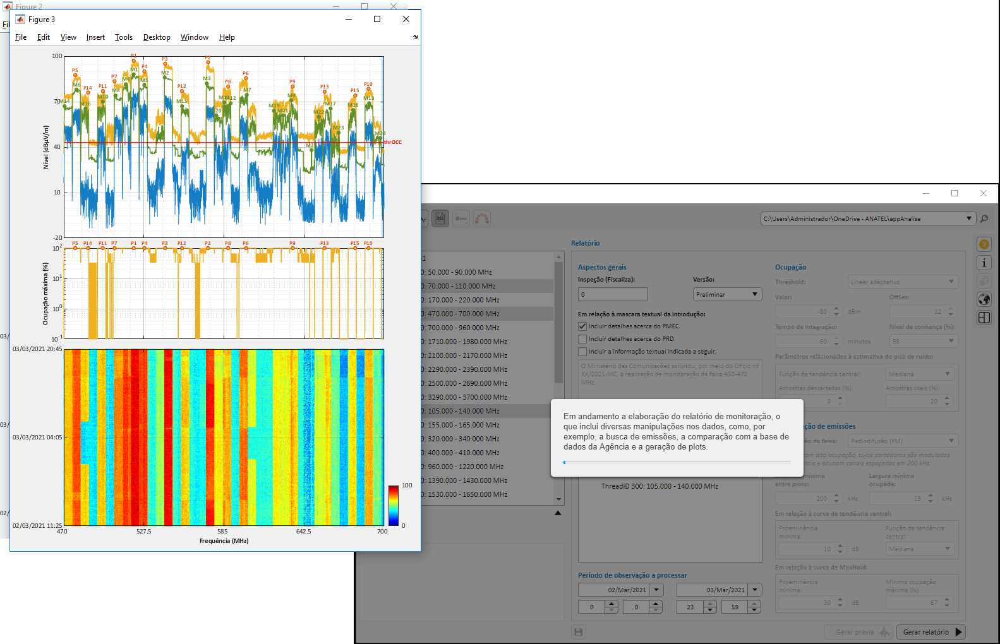 Figure 2
Figure 3
File Edit View Insert Tools Desktop Window Help
100
70
40
10
-20
Nível (dBµV/m)
thrOCC
P5 P14 P11 P7 P1 P4 P3 P12 P2 P8 P6 P9 P13 P15 P10
M6 M16 M10 M8 M4 M1 M5 M2 M15 M3 M7 M19 M21 M9 M22 M17 M23 M18 M13 M24
P5 P14 P11 P7 P1 P4 P3 P12 P2 P8 P6 P9 P13 P15 P10
10²
10¹
10⁰
10⁻¹
Ocupação máxima (%)
03/03/2021 20:45
03/03/2021 04:05
02/03/2021 11:25
470 527.5 585 642.5 700
Frequência (MHz)
100
0
03/
03/
02/
C:\Users\Administrador\OneDrive - ANATEL\appAnalise
0: 50.000 - 90.000 MHz
0: 70.000 - 110.000 MHz
0: 170.000 - 220.000 MHz
0: 470.000 - 700.000 MHz
0: 700.000 - 960.000 MHz
0: 1710.000 - 1980.000 MHz
0: 2100.000 - 2170.000 MHz
0: 2290.000 - 2390.000 MHz
0: 2500.000 - 2690.000 MHz
0: 3290.000 - 3700.000 MHz
0: 105.000 - 140.000 MHz
0: 155.000 - 165.000 MHz
0: 320.000 - 340.000 MHz
0: 400.000 - 410.000 MHz
0: 960.000 - 1220.000 MHz
0: 1390.000 - 1430.000 MHz
0: 1530.000 - 1650.000 MHz
Relatório
Aspectos gerais
Inspeção (Fiscaliza): Versão:
0 Preliminar
Em relação à mascara textual da introdução:
Incluir detalhes acerca do PMEC.
Incluir detalhes acerca do PRD.
Incluir a informação textual indicada a seguir.
O Ministério das Comunicações solicitou, por meio do Ofício nº
XX/2021-MC, a realização de monitoração da faixa 450-470
MHz.
Em andamento a elaboração do relatório de monitoração, o
que inclui diversas manipulações nos dados, como, por
exemplo, a busca de emissões, a comparação com a base de
dados da Agência e a geração de plots.
ThreadID 300: 105.000 - 140.000 MHz
Período de observação a processar
02/Mar/2021 03/Mar/2021
0 0 23 59
Ocupação
Threshold: Linear adaptativo
Valor: OffSet:
-80 dBm 12
Tempo de integração: Nível de confiança (%):
60 minutos 95
Parâmetros relacionados à estimativa do piso de ruído:
Função de tendência central: Mediana
Amostras descartadas (%): Amostras úteis (%):
0 20
ção de emissões
o da faixa: Radiodifusão (FM)
com alta ocupação, cujas portadoras são moduladas
ência e ocupam canais espaçados em 200 kHz.
ínima Largura mínima
entre picos: ocupada:
200 kHz 15 kHz
Em relação à curva de tendência central:
Proeminência Função de tendência
mínima: central:
10 dB Mediana
Em relação à curva de MaxHold:
Proeminência Mínima ocupação
mínima: máxima (%):
30 dB 67
Gerar prévia Gerar relatório